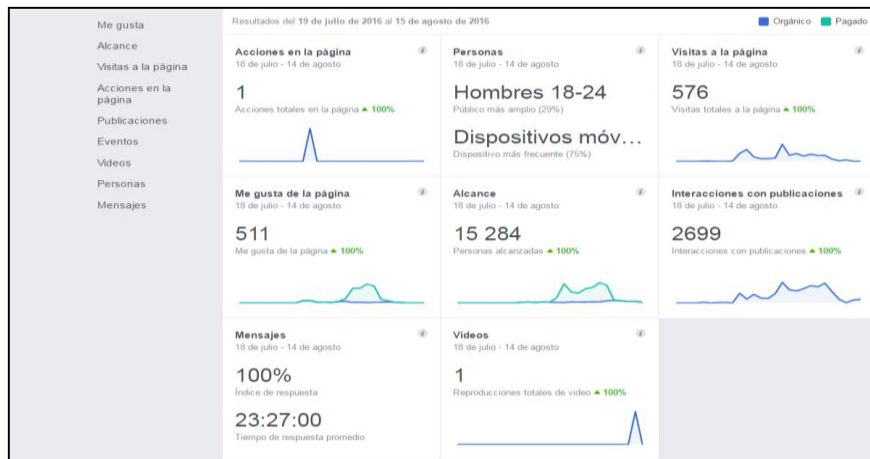 Me gusta
Alcance
Visitas a la página
Acciones en la
página
Publicaciones
Eventos
Videos
Personas
Mensajes
Resultados del 19 de julio de 2016 al 15 de agosto de 2016
Orgánico Pagado
Acciones en la página
18 de julio - 14 de agosto
1
Acciones totales en la página ▲ 100%
Personas
18 de julio - 14 de agosto
Hombres 18-24
Público más amplio (29%)
Dispositivos móv...
Dispositivo más frecuente (75%)
Visitas a la página
18 de julio - 14 de agosto
576
Visitas totales a la página ▲ 100%
Me gusta de la página
18 de julio - 14 de agosto
511
Me gusta de la página ▲ 100%
Alcance
18 de julio - 14 de agosto
15 284
Personas alcanzadas ▲ 100%
Interacciones con publicaciones
18 de julio - 14 de agosto
2699
Interacciones con publicaciones ▲ 100%
Mensajes
18 de julio - 14 de agosto
100%
Índice de respuesta
23:27:00
Tiempo de respuesta promedio
Videos
18 de julio - 14 de agosto
1
Reproducciones totales de video ▲ 100%